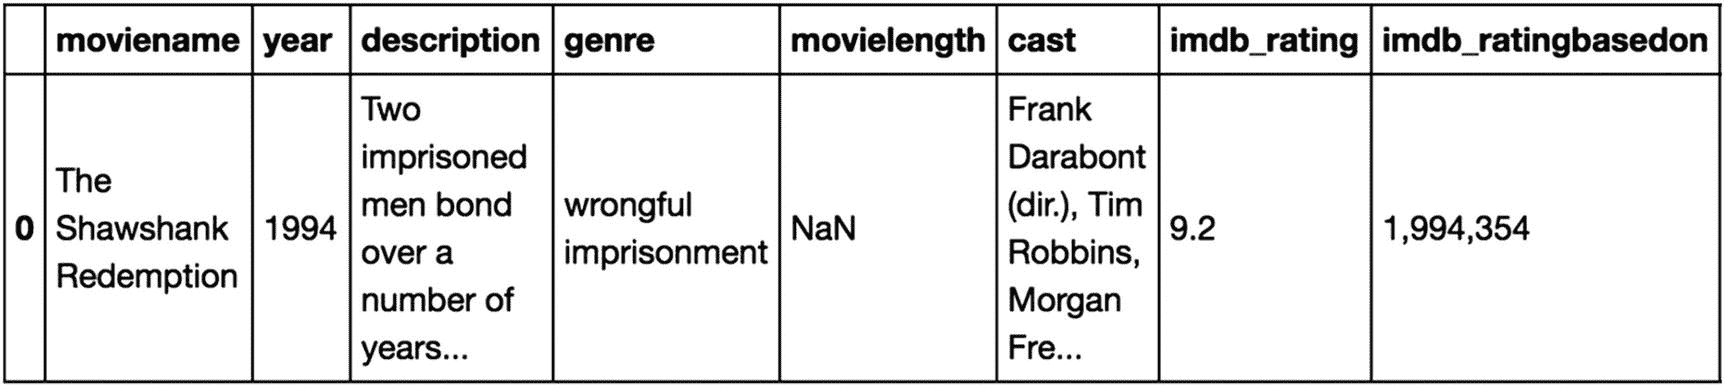 moviename year description genre movielength cast imdb_rating imdb_ratingbasedon
0
The
Shawshank
Redemption
1994
Two
imprisoned
men bond
over a
number of
years...
wrongful
imprisonment
NaN
Frank
Darabont
(dir.), Tim
Robbins,
Morgan
Fre...
9.2
1,994,354